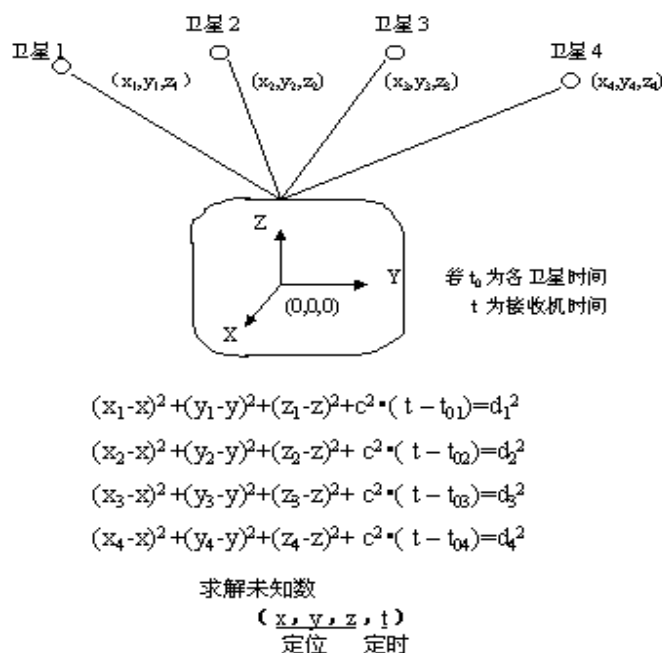 卫星 1
卫星 2
卫星 3
卫星 4
(x₁,y₁,z₁)
(x₂,y₂,z₂)
(x₃,y₃,z₃)
(x₄,y₄,z₄)
Z
Y
X
(0,0,0)
若 t₀ 为各卫星时间
t 为接收机时间
(x₁-x)²+(y₁-y)²+(z₁-z)²+c²·( t – t₀₁)=d₁²
(x₂-x)²+(y₂-y)²+(z₂-z)²+ c²·( t – t₀₂)=d₂²
(x₃-x)²+(y₃-y)²+(z₃-z)²+ c²·( t – t₀₃)=d₃²
(x₄-x)²+(y₄-y)²+(z₄-z)²+ c²·( t – t₀₄)=d₄²
求解未知数
( x, y, z, t)
定位 定时